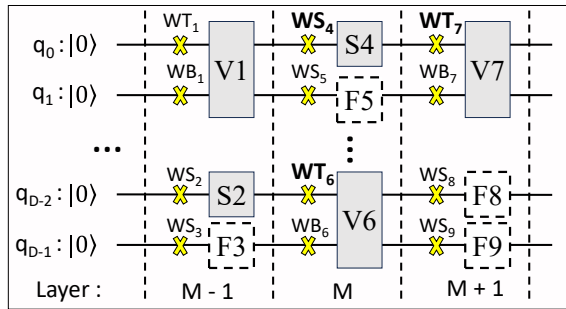 WT₁ WS₄ WT₇
q₀ : |0⟩ V1 S4 V7
WB₁ WS₅ WB₇
q₁ : |0⟩ F5
... ⋮
WS₂ WT₆ WS₈
q_D-2 : |0⟩ S2 V6 F8
WS₃ WB₆ WS₉
q_D-1 : |0⟩ F3 F9
Layer : M - 1 M M + 1